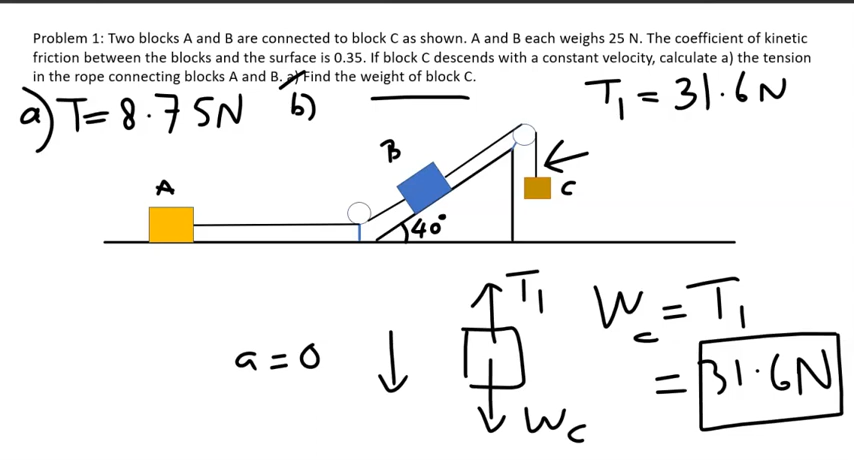 Problem 1: Two blocks A and B are connected to block C as shown. A and B each weighs 25 N. The coefficient of kinetic
friction between the blocks and the surface is 0.35. If block C descends with a constant velocity, calculate a) the tension
in the rope connecting blocks A and B. a) Find the weight of block C.
a) T = 8.75N b)
T₁ = 31.6N
B
A
C
40°
T₁
W_C = T₁
a = 0
= 31.6N
W_C